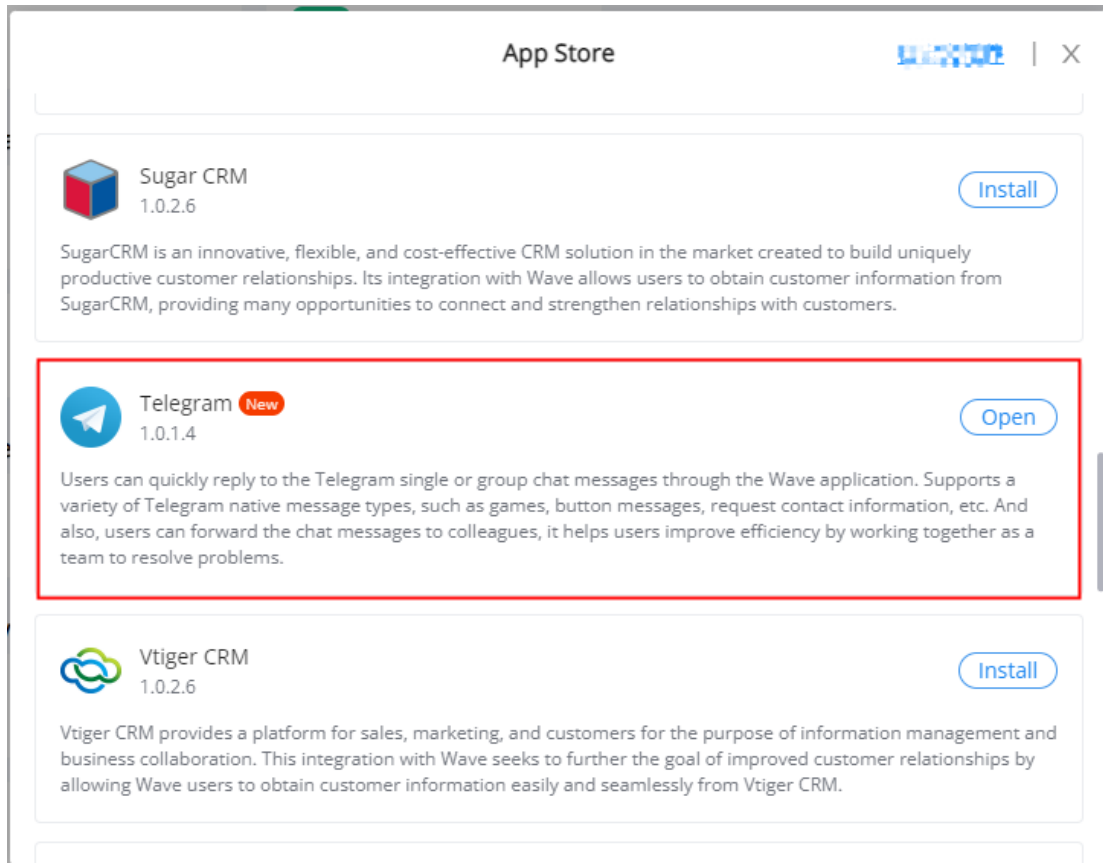 App Store
|
X
Sugar CRM
1.0.2.6
Install
SugarCRM is an innovative, flexible, and cost-effective CRM solution in the market created to build uniquely
productive customer relationships. Its integration with Wave allows users to obtain customer information from
SugarCRM, providing many opportunities to connect and strengthen relationships with customers.
Telegram New
1.0.1.4
Open
Users can quickly reply to the Telegram single or group chat messages through the Wave application. Supports a
variety of Telegram native message types, such as games, button messages, request contact information, etc. And
also, users can forward the chat messages to colleagues, it helps users improve efficiency by working together as a
team to resolve problems.
Vtiger CRM
1.0.2.6
Install
Vtiger CRM provides a platform for sales, marketing, and customers for the purpose of information management and
business collaboration. This integration with Wave seeks to further the goal of improved customer relationships by
allowing Wave users to obtain customer information easily and seamlessly from Vtiger CRM.